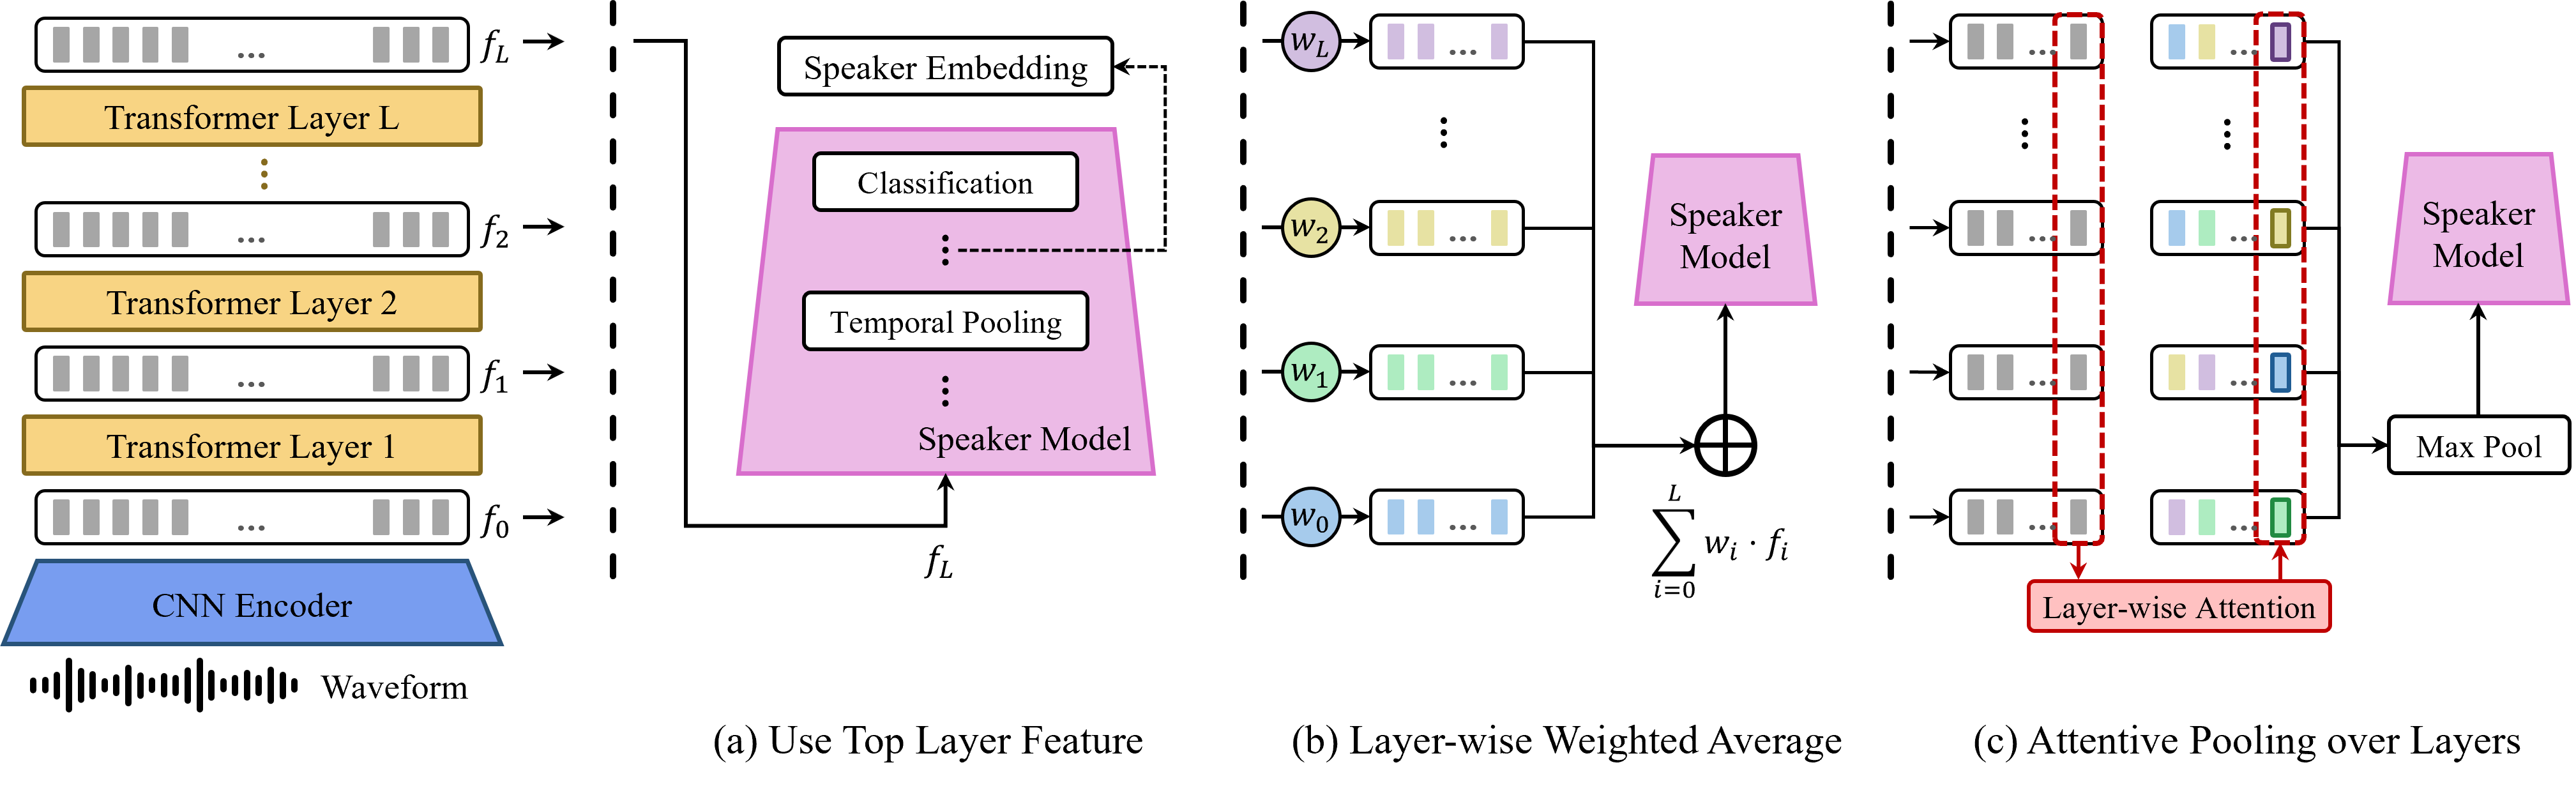 f_L
Transformer Layer L
f_2
Transformer Layer 2
f_1
Transformer Layer 1
f_0
CNN Encoder
Waveform
Speaker Embedding
Classification
Temporal Pooling
Speaker Model
f_L
(a) Use Top Layer Feature
w_L
w_2
w_1
w_0
Speaker
Model
\sum_{i=0}^{L} w_i · f_i
(b) Layer-wise Weighted Average
Speaker
Model
Max Pool
Layer-wise Attention
(c) Attentive Pooling over Layers